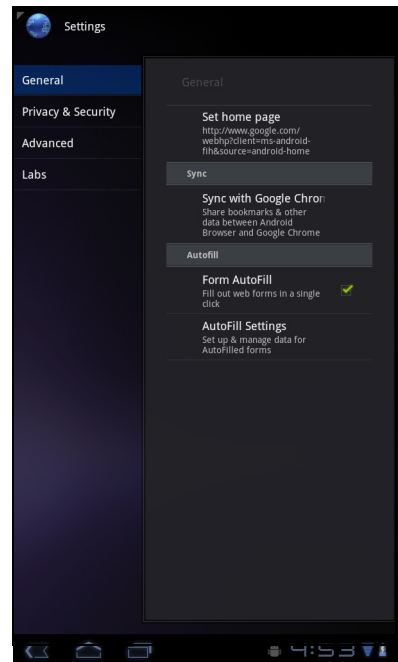 Settings
General
Privacy & Security
Advanced
Labs
General
Set home page
http://www.google.com/
webhp?client=ms-android-
fih&source=android-home
Sync
Sync with Google Chron
Share bookmarks & other
data between Android
Browser and Google Chrome
Autofill
Form AutoFill
Fill out web forms in a single
click
AutoFill Settings
Set up & manage data for
AutoFilled forms
4:53